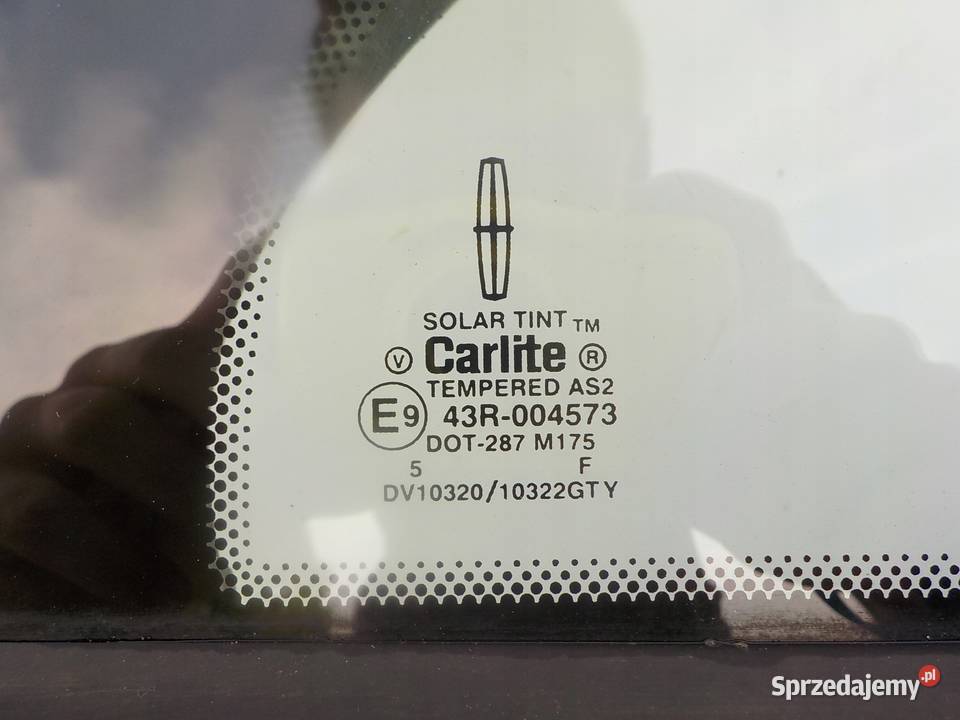 SOLAR TINT TM
V Carlite R
TEMPERED AS2
E9 43R-004573
DOT-287 M175
5 F
DV10320/10322GTY
Sprzedajemy.pl